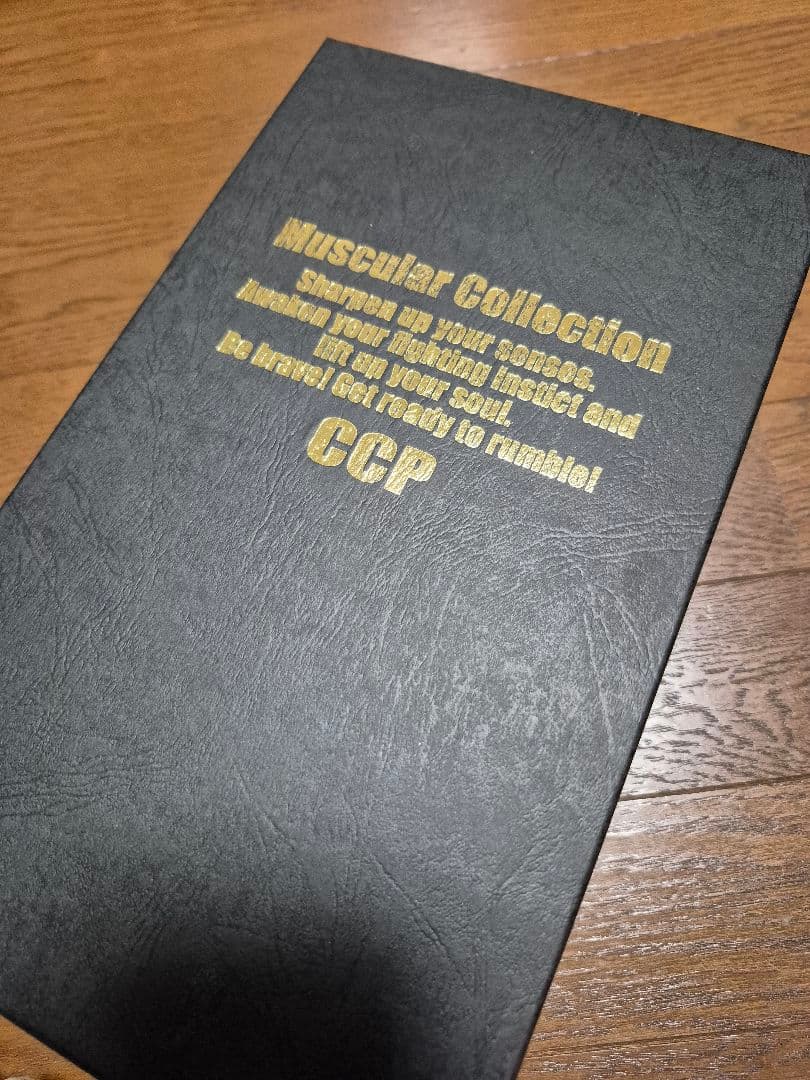 Muscular Collection
Sharpen up your senses.
Awaken your fighting instict and
lift up your soul.
Be brave! Get ready to rumble!
CCP